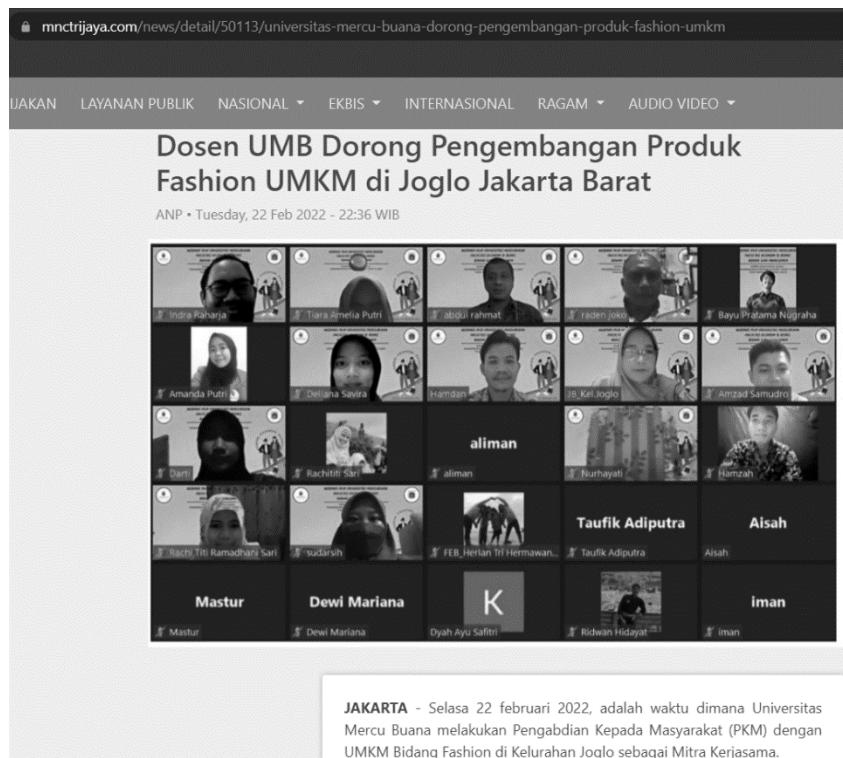 mnctrijaya.com/news/detail/50113/universitas-mercu-buana-dorong-pengembangan-produk-fashion-umkm
IJAKAN LAYANAN PUBLIK NASIONAL EKBIS INTERNASIONAL RAGAM AUDIO VIDEO
Dosen UMB Dorong Pengembangan Produk
Fashion UMKM di Joglo Jakarta Barat
ANP • Tuesday, 22 Feb 2022 - 22:36 WIB
Indra Raharja Tiara Amelia Putri abdul rahmat raden joko Bayu Pratama Nugraha
Amanda Putri Deliana Savira Hamdan JB_Kel.Joglo Amzad Samudro
aliman
Darti Rachititi Sari aliman Nurhayati Hamzah
Taufik Adiputra Aisah
Rachi Titi Ramadhani Sari sudarsih FEB_Herlan Tri Hermawan... Taufik Adiputra Aisah
Mastur Dewi Mariana K iman
Mastur Dewi Mariana Dyah Ayu Safitri Ridwan Hidayat iman
JAKARTA - Selasa 22 februari 2022, adalah waktu dimana Universitas
Mercu Buana melakukan Pengabdian Kepada Masyarakat (PKM) dengan
UMKM Bidang Fashion di Kelurahan Joglo sebagai Mitra Kerjasama.